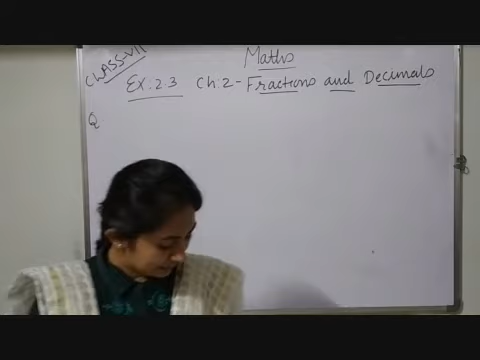 Maths
CLASS-VII
Ex: 2.3 Ch:2- Fractions and Decimals
Q